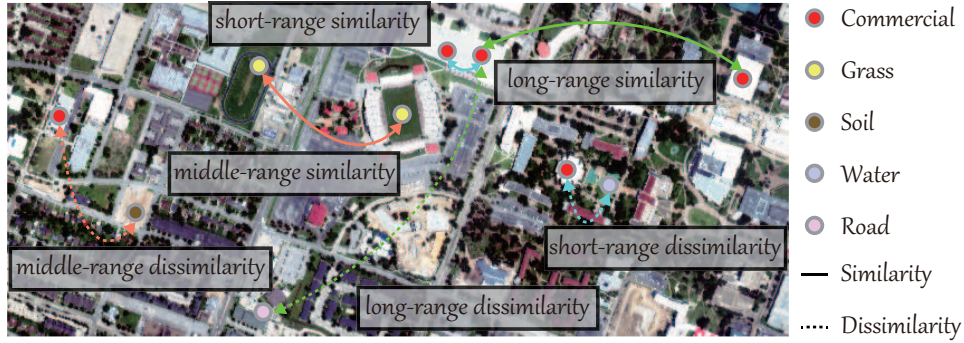 short-range similarity
long-range similarity
middle-range similarity
short-range dissimilarity
middle-range dissimilarity
long-range dissimilarity
Commercial
Grass
Soil
Water
Road
Similarity
Dissimilarity